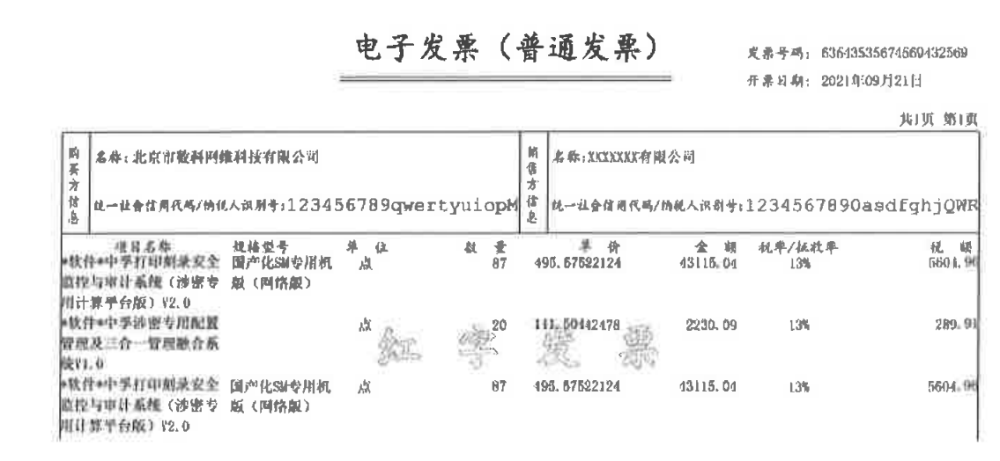 电子发票（普通发票）
发票号码：63643535674569432569
开票日期：2021年09月21日
共1页 第1页
购买方信息
名称：北京市数科网维科技有限公司
统一社会信用代码/纳税人识别号：123456789qwertyuiopM
销售方信息
名称：XXXXXXX有限公司
统一社会信用代码/纳税人识别号：1234567890asdfghjQWR
项目名称 规格型号 单位 数量 单价 金额 税率/征收率 税额
*软件*中孚打印刻录安全 国产化SM专用机 点 87 495.57522124 43115.04 13% 5604.96
监控与审计系统（涉密专 版（网络版）
用计算平台版）V2.0
*软件*中孚涉密专用配置 点 20 111.50442478 2230.09 13% 289.91
管理及三合一管理融合系
统V1.0
红字发票
*软件*中孚打印刻录安全 国产化SM专用机 点 87 495.57522124 43115.04 13% 5604.96
监控与审计系统（涉密专 版（网络版）
用计算平台版）V2.0